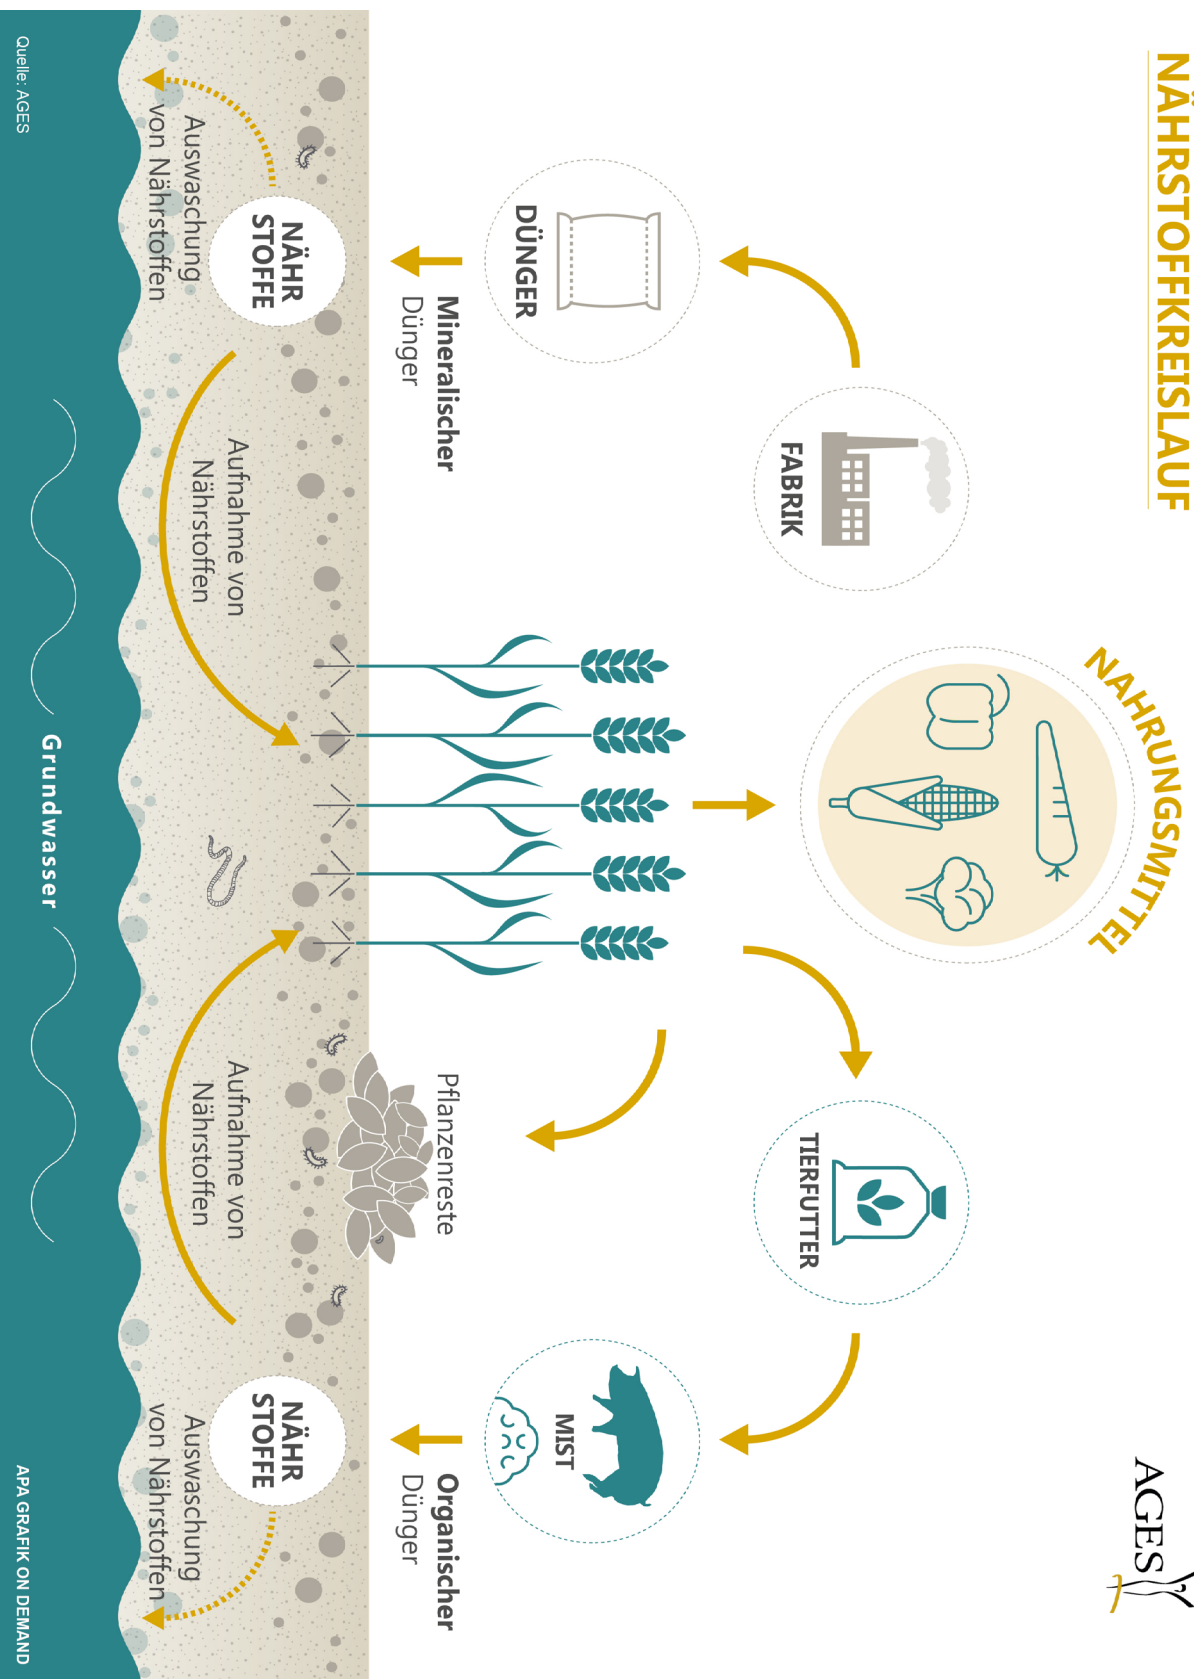 NÄHRSTOFFKREISLAUF
AGES
NAHRUNGSMITTEL
FABRIK
TIERFUTTER
DÜNGER
MIST
Mineralischer
Dünger
Pflanzenreste
Organischer
Dünger
NÄHR
STOFFE
NÄHR
STOFFE
Aufnahme von
Nährstoffen
Aufnahme von
Nährstoffen
Auswaschung
von Nährstoffen
Auswaschung
von Nährstoffen
Grundwasser
Quelle: AGES
APA GRAFIK ON DEMAND